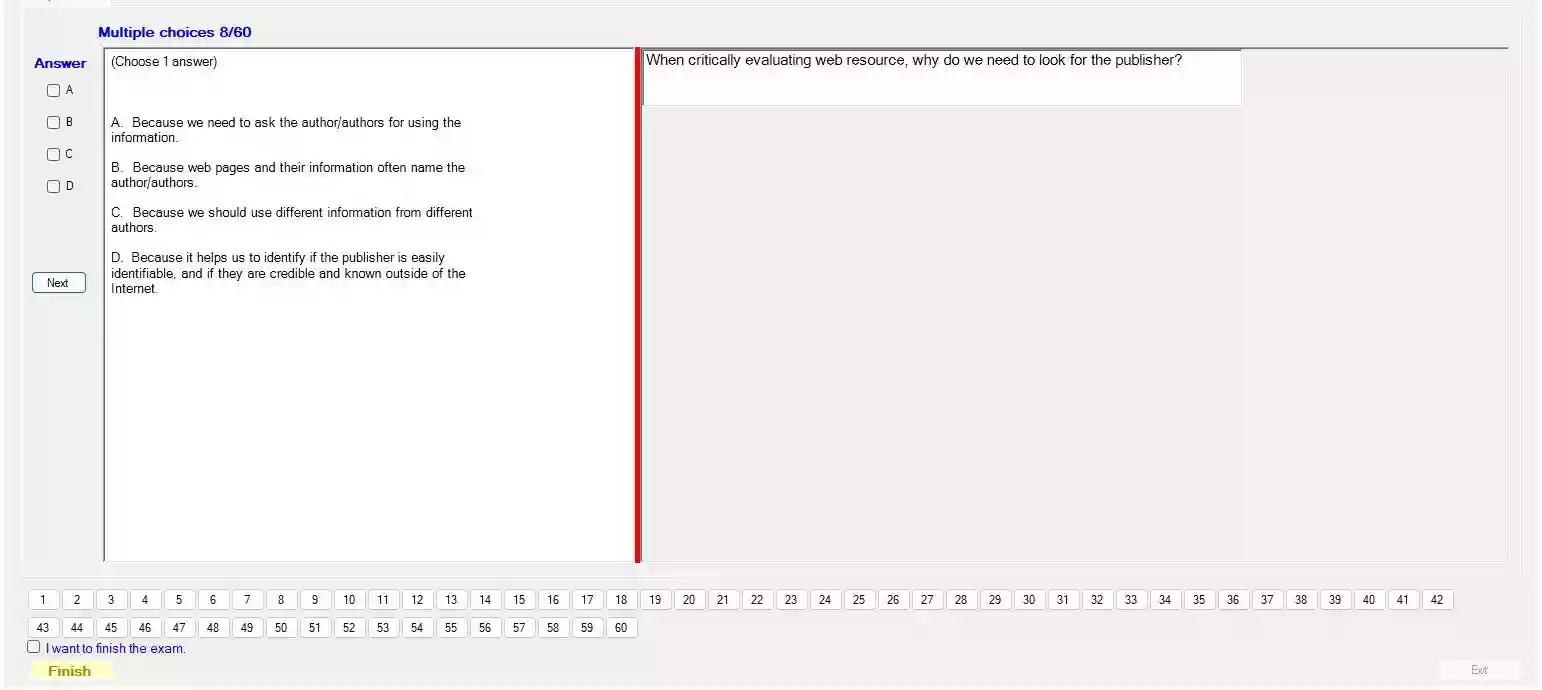 Multiple choices 8/60
Answer
A
B
C
D
Next
(Choose 1 answer)
A. Because we need to ask the author/authors for using the
information.
B. Because web pages and their information often name the
author/authors.
C. Because we should use different information from different
authors.
D. Because it helps us to identify if the publisher is easily
identifiable, and if they are credible and known outside of the
Internet.
When critically evaluating web resource, why do we need to look for the publisher?
1 2 3 4 5 6 7 8 9 10 11 12 13 14 15 16 17 18 19 20 21 22 23 24 25 26 27 28 29 30 31 32 33 34 35 36 37 38 39 40 41 42
43 44 45 46 47 48 49 50 51 52 53 54 55 56 57 58 59 60
I want to finish the exam.
Finish
Exit